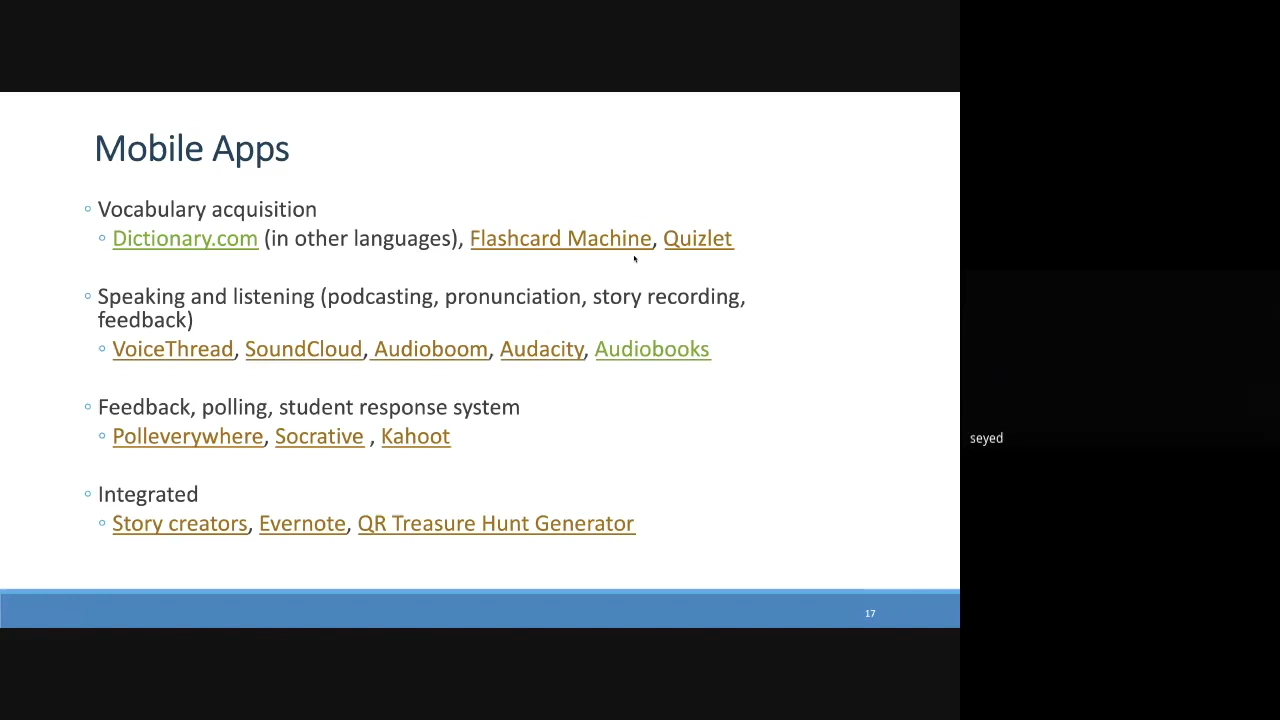 Mobile Apps
◦ Vocabulary acquisition
◦ Dictionary.com (in other languages), Flashcard Machine, Quizlet
◦ Speaking and listening (podcasting, pronunciation, story recording,
feedback)
◦ VoiceThread, SoundCloud, Audioboom, Audacity, Audiobooks
◦ Feedback, polling, student response system
◦ Polleverywhere, Socrative , Kahoot
◦ Integrated
◦ Story creators, Evernote, QR Treasure Hunt Generator
17
seyed